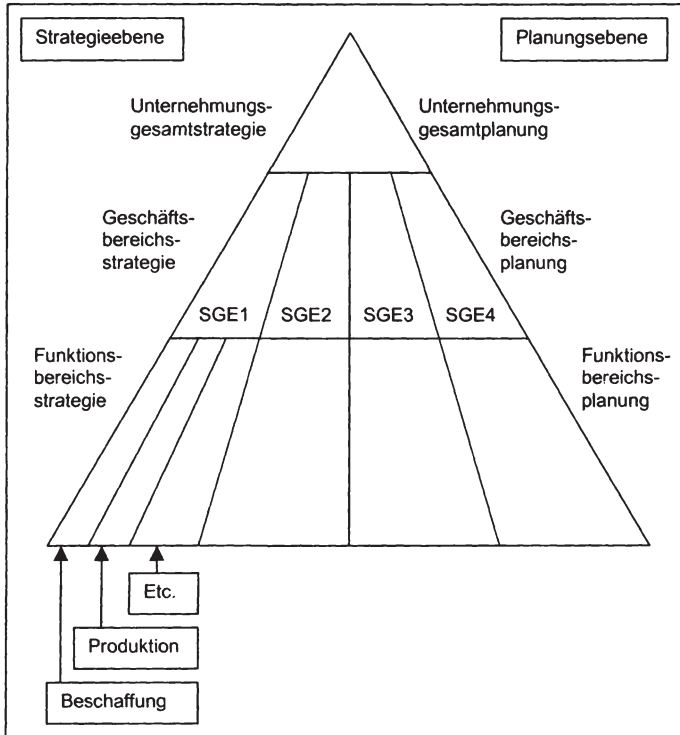 Strategieebene
Planungsebene
Unternehmungs-
gesamtstrategie
Unternehmungs-
gesamtplanung
Geschäfts-
bereichs-
strategie
Geschäfts-
bereichs-
planung
SGE1 SGE2 SGE3 SGE4
Funktions-
bereichs-
strategie
Funktions-
bereichs-
planung
Etc.
Produktion
Beschaffung